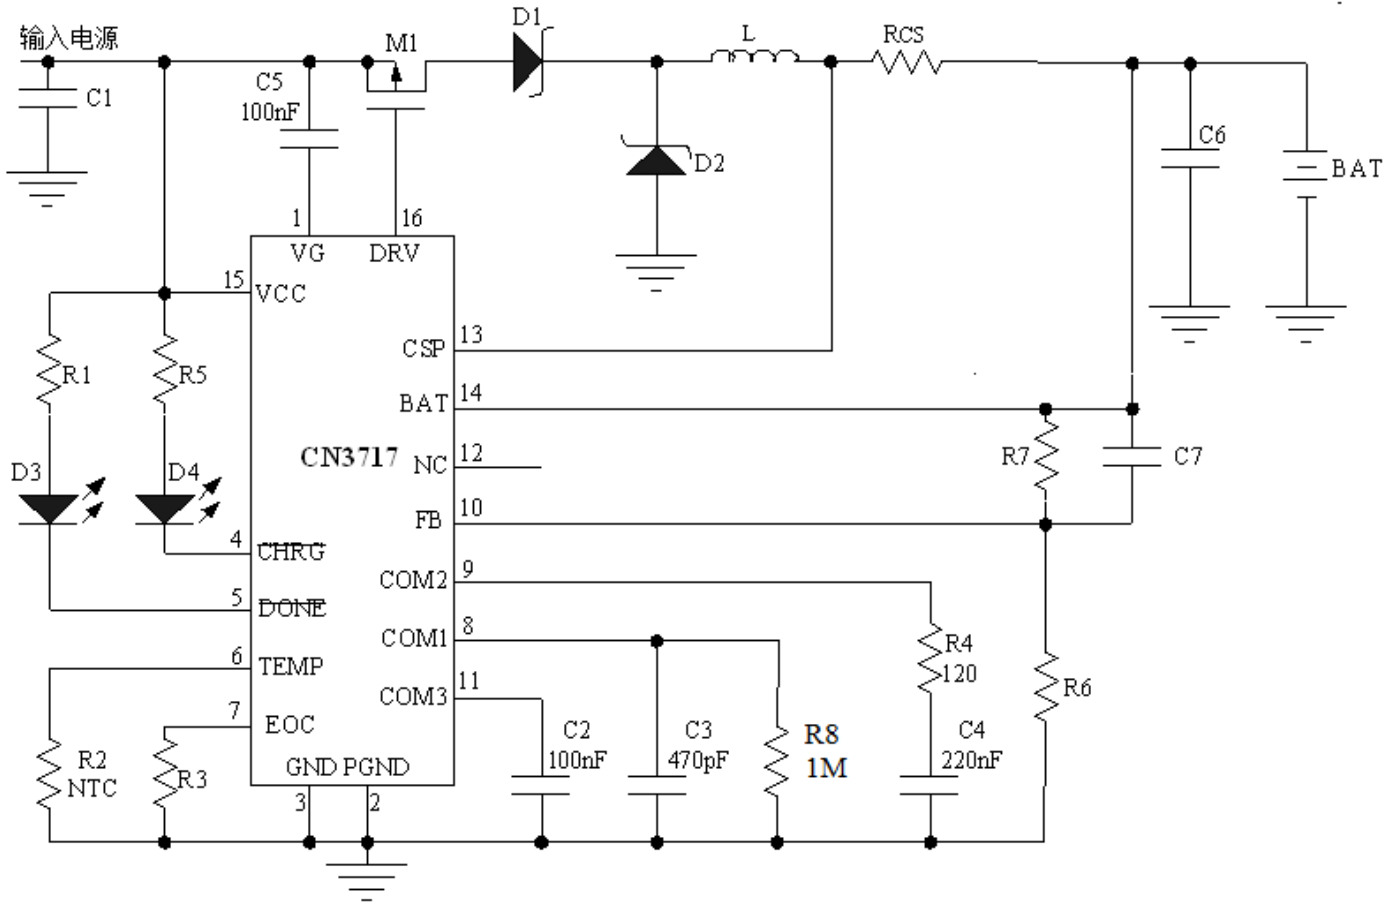 输入电源
D1
M1
L
RCS
C1
C5
100nF
D2
C6
BAT
1
16
VG
DRV
15
VCC
CSP
13
R1
R5
BAT
14
CN3717
NC
12
R7
C7
D3
D4
FB
10
4
CHRG
COM2
9
5
DONE
COM1
8
R4
120
6
TEMP
COM3
11
R6
7
EOC
C2
100nF
C3
470pF
R8
1M
C4
220nF
R2
NTC
R3
GND PGND
3
2